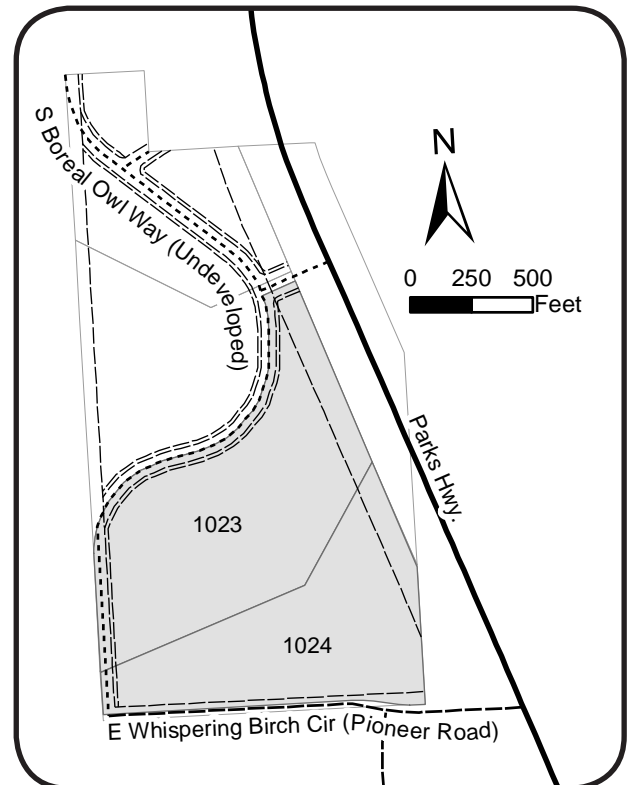 N
S Boreal Owl Way (Undeveloped)
0 250 500
Feet
Parks Hwy.
1023
1024
E Whispering Birch Cir (Pioneer Road)